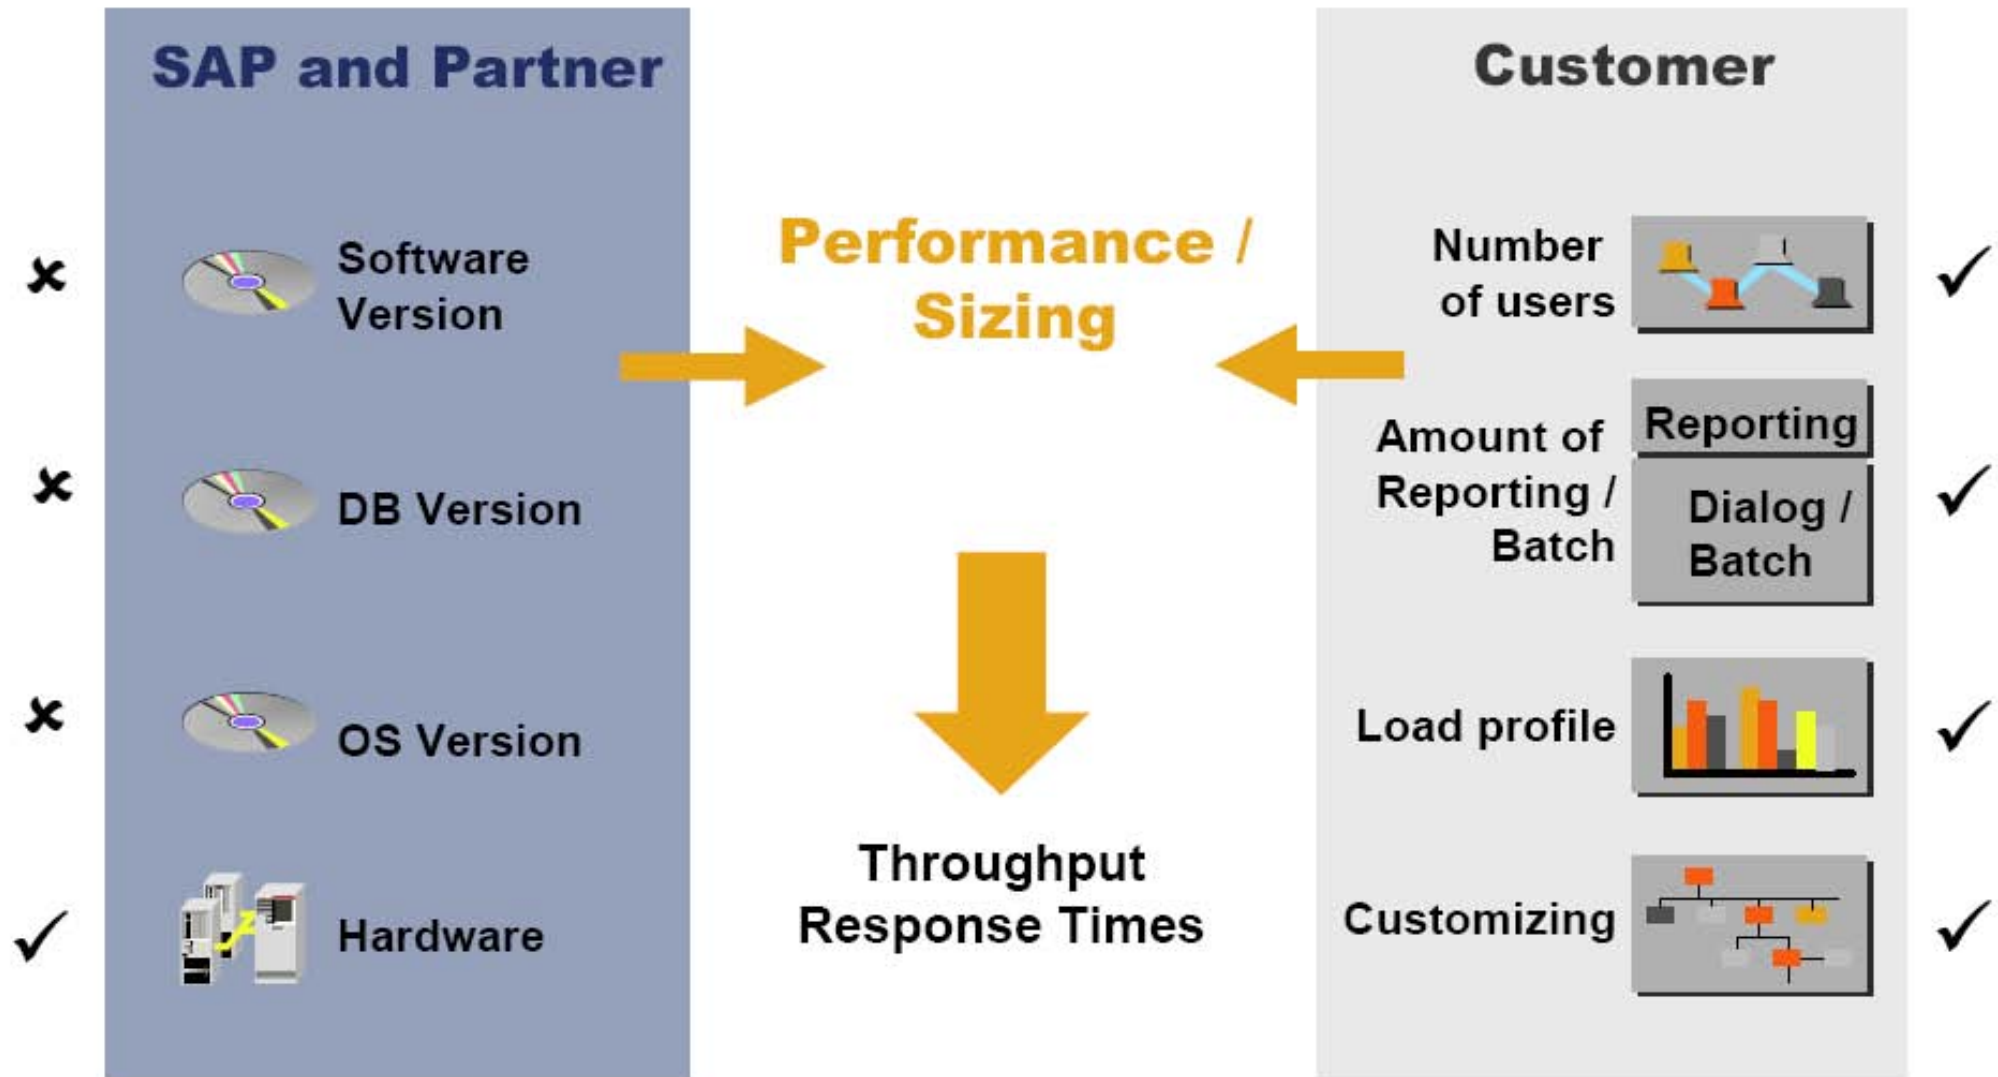 SAP and Partner
Software
Version
DB Version
OS Version
Hardware
Performance /
Sizing
Throughput
Response Times
Customer
Number
of users
Amount of
Reporting /
Batch
Reporting
Dialog /
Batch
Load profile
Customizing